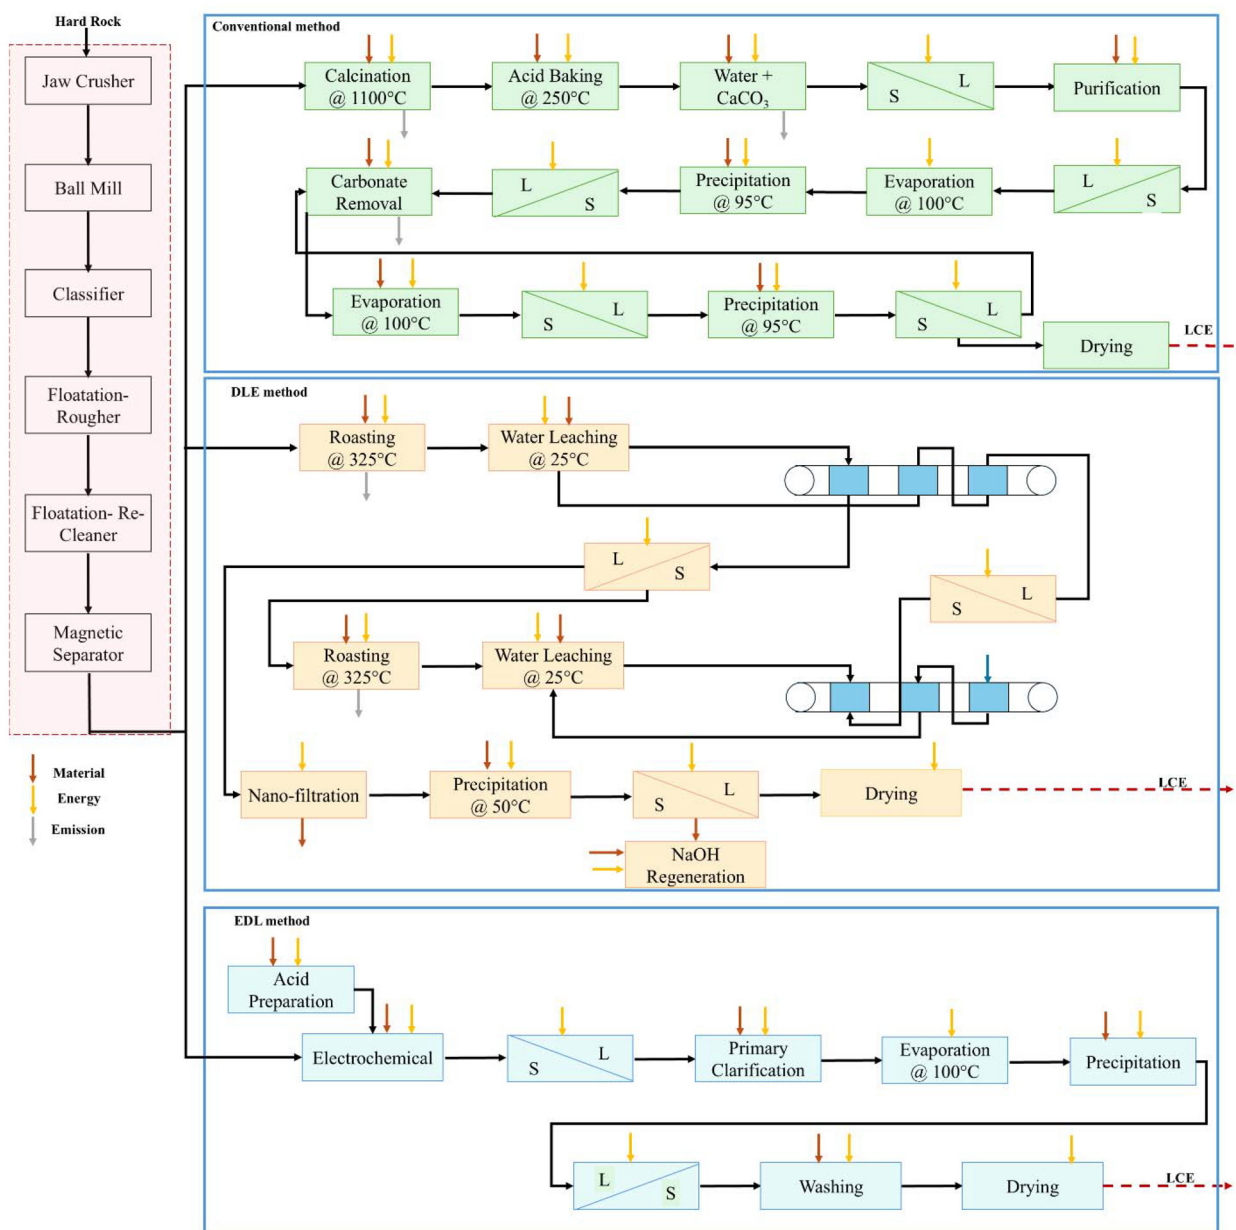 Hard Rock
Jaw Crusher
Ball Mill
Classifier
Floatation-
Rougher
Floatation- Re-
Cleaner
Magnetic
Separator
Material
Energy
Emission
Conventional method
Calcination
@ 1100°C
Acid Baking
@ 250°C
Water +
CaCO₃
L
S
Purification
Carbonate
Removal
L
S
Precipitation
@ 95°C
Evaporation
@ 100°C
L
S
Evaporation
@ 100°C
L
S
Precipitation
@ 95°C
L
S
Drying
LCE
DLE method
Roasting
@ 325°C
Water Leaching
@ 25°C
L
S
L
S
Roasting
@ 325°C
Water Leaching
@ 25°C
Nano-filtration
Precipitation
@ 50°C
L
S
Drying
LCE
NaOH
Regeneration
EDL method
Acid
Preparation
Electrochemical
L
S
Primary
Clarification
Evaporation
@ 100°C
Precipitation
L
S
Washing
Drying
LCE